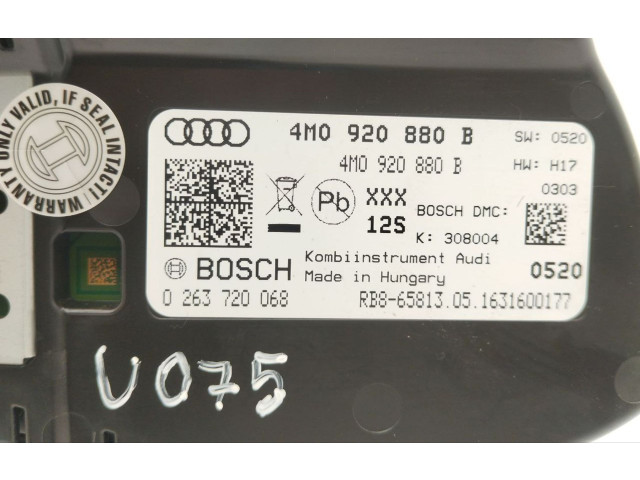 WARRANTY ONLY VALID, IF SEAL INTACT!
4M0 920 880 B SW: 0520
4M0 920 880 B HW: H17
0303
Pb XXX
12S BOSCH DMC:
K: 308004
Kombiinstrument Audi
BOSCH Made in Hungary 0520
0 263 720 068 RB8-65813.05.1631600177
U075